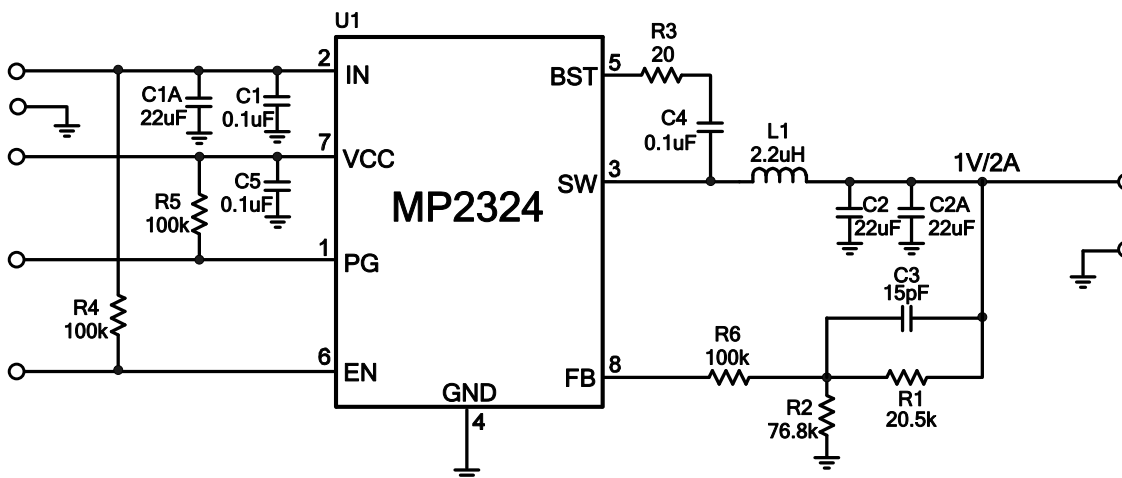 U1
2
IN
C1A
22uF
C1
0.1uF
7
VCC
R5
100k
C5
0.1uF
1
PG
R4
100k
6
EN
MP2324
GND
4
BST
5
R3
20
C4
0.1uF
SW
3
L1
2.2uH
1V/2A
C2
22uF
C2A
22uF
C3
15pF
FB
8
R6
100k
R2
76.8k
R1
20.5k